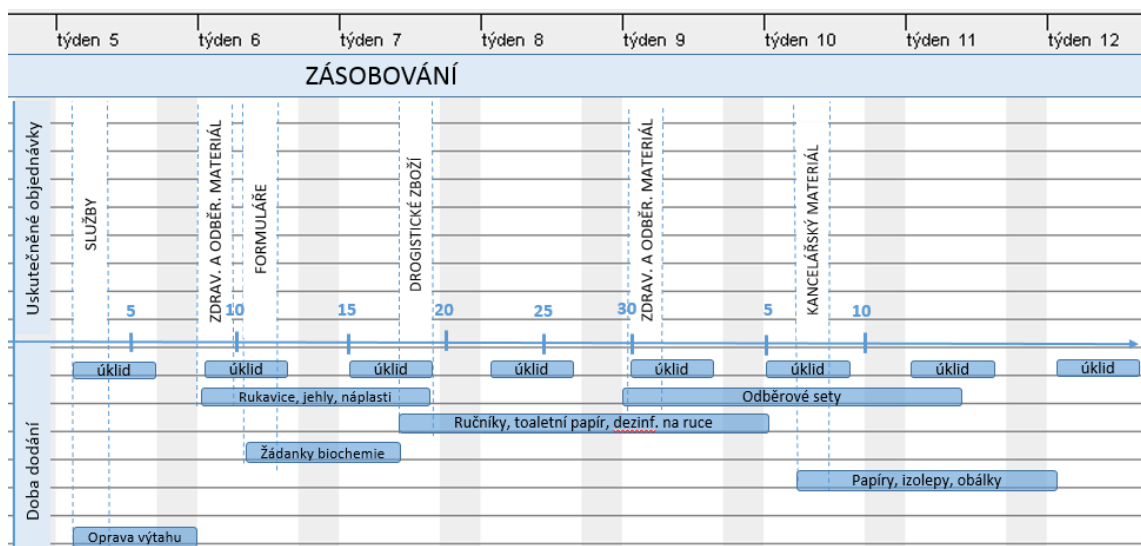 týden 5
týden 6
týden 7
týden 8
týden 9
týden 10
týden 11
týden 12
ZÁSOBOVÁNÍ
Uskutečněné objednávky
SLUŽBY
ZDRAV. A ODBĚR. MATERIÁL
FORMULÁŘE
DROGISTICKÉ ZBOŽÍ
ZDRAV. A ODBĚR. MATERIÁL
KANCELÁŘSKÝ MATERIÁL
5
10
15
20
25
30
5
10
Doba dodání
úklid
úklid
úklid
úklid
úklid
úklid
úklid
úklid
Rukavice, jehly, náplasti
Odběrové sety
Ručníky, toaletní papír, dezinf. na ruce
Žádanky biochemie
Papíry, izolepy, obálky
Oprava výtahu